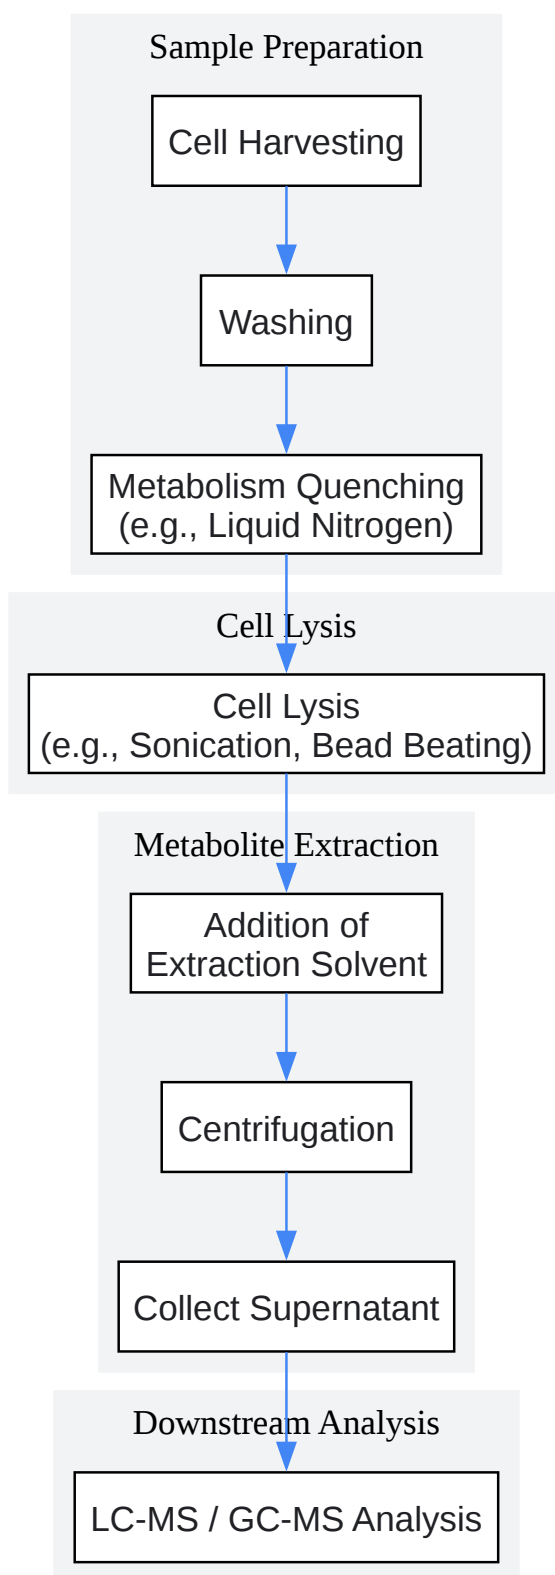 Sample Preparation
Cell Harvesting
Washing
Metabolism Quenching
(e.g., Liquid Nitrogen)
Cell Lysis
Cell Lysis
(e.g., Sonication, Bead Beating)
Metabolite Extraction
Addition of
Extraction Solvent
Centrifugation
Collect Supernatant
Downstream Analysis
LC-MS / GC-MS Analysis